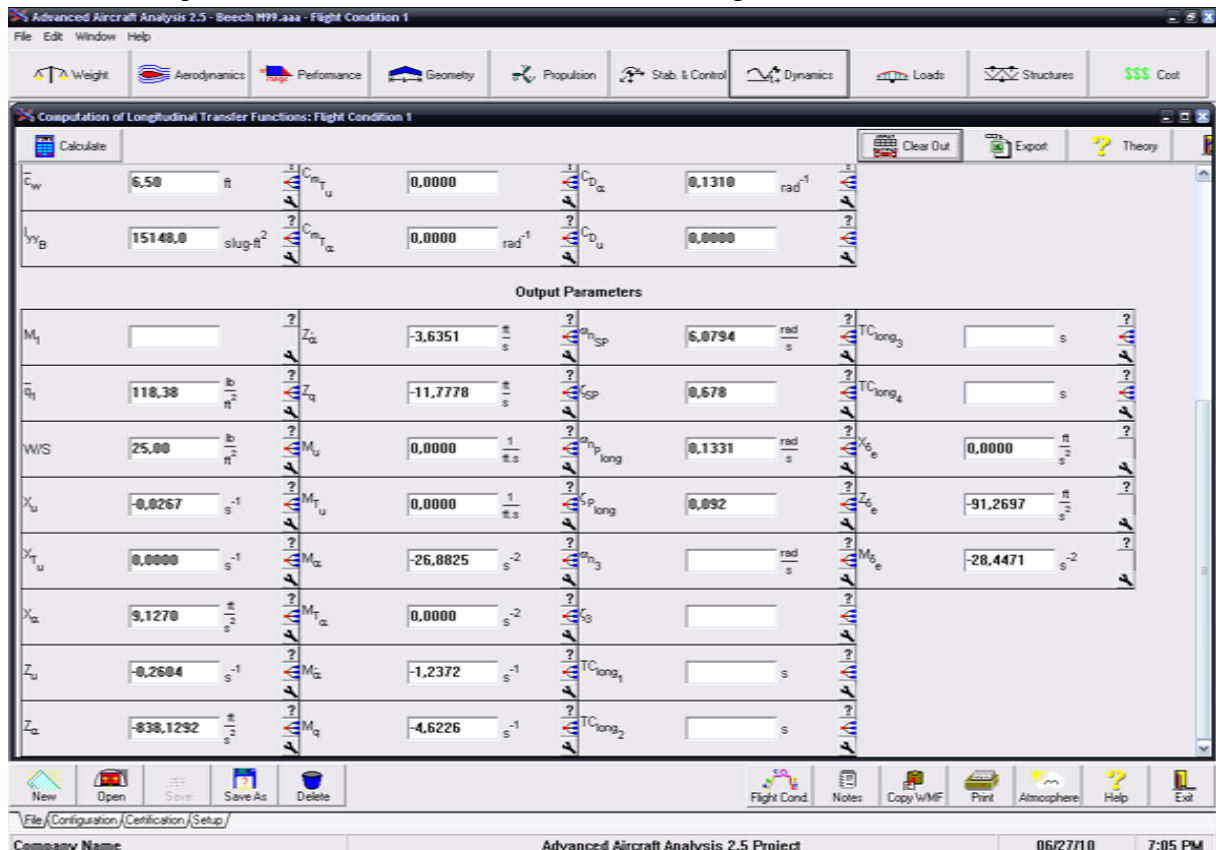 Advanced Aircraft Analysis 2.5 - Beech M99.aaa - Flight Condition 1
File Edit Window Help
Weight Aerodynamics Perfomance Geometry Propulsion Stab. & Control Dynamics Loads Structures $$$ Cost
Computation of Longitudinal Transfer Functions: Flight Condition 1
Calculate Clear Out Export Theory
c̄w 6,50 ft CmTu 0,0000 CDα 0,1310 rad-1
IyyB 15148,0 slug-ft2 CmTα 0,0000 rad-1 CDu 0,0000
Output Parameters
M1 Zα̇ -3,6351 ft/s ωnSP 6,0794 rad/s TClong3 s
q̄1 118,38 lb/ft2 Zq -11,7778 ft/s ζSP 0,678 TClong4 s
W/S 25,00 lb/ft2 Mu 0,0000 1/ft.s ωnPlong 0,1331 rad/s Xδe 0,0000 ft/s2
Xu -0,0267 s-1 MTu 0,0000 1/ft.s ζPlong 0,092 Zδe -91,2697 ft/s2
XTu 0,0000 s-1 Mα -26,8825 s-2 ωn3 rad/s Mδe -28,4471 s-2
Xα 9,1270 ft/s2 MTα 0,0000 s-2 ζ3
Zu -0,2604 s-1 Mα̇ -1,2372 s-1 TClong1 s
Zα -838,1292 ft/s2 Mq -4,6226 s-1 TClong2 s
New Open Save Save As Delete Flight Cond. Notes Copy WMF Print Atmosphere Help Exit
File Configuration Certification Setup
Company Name Advanced Aircraft Analysis 2.5 Project 06/27/10 7:05 PM